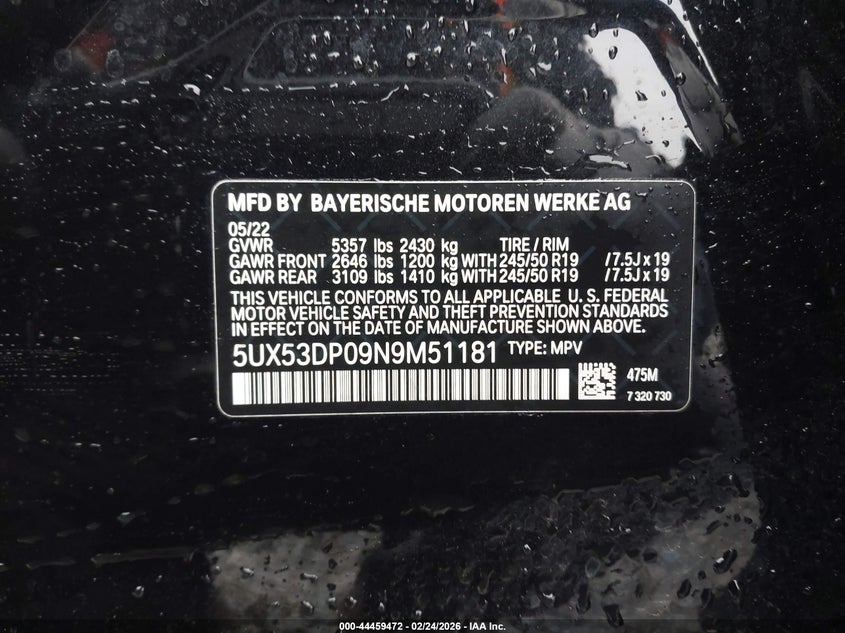 MFD BY BAYERISCHE MOTOREN WERKE AG
05/22
GVWR 5357 lbs 2430 kg TIRE / RIM
GAWR FRONT 2646 lbs 1200 kg WITH 245/50 R19 / 7.5J x 19
GAWR REAR 3109 lbs 1410 kg WITH 245/50 R19 / 7.5J x 19
THIS VEHICLE CONFORMS TO ALL APPLICABLE U. S. FEDERAL
MOTOR VEHICLE SAFETY AND THEFT PREVENTION STANDARDS
IN EFFECT ON THE DATE OF MANUFACTURE SHOWN ABOVE.
5UX53DP09N9M51181 TYPE: MPV
475M
7 320 730
000-44459472 - 02/24/2026 - IAA Inc.